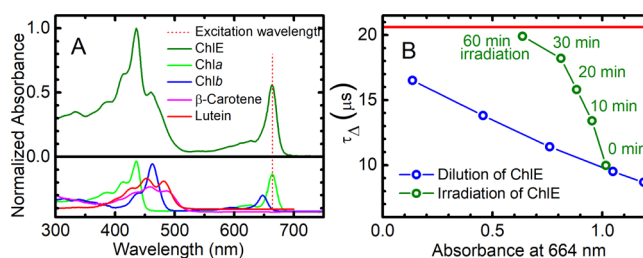 A
Excitation wavelength
ChlE
Chla
Chlb
β-Carotene
Lutein
Normalized Absorbance
1.0
0.5
0.0
300 400 500 600 700
Wavelength (nm)
B
60 min
irradiation
30 min
20 min
10 min
0 min
Dilution of ChlE
Irradiation of ChlE
τΔ (μs)
20
15
10
0.0 0.5 1.0
Absorbance at 664 nm